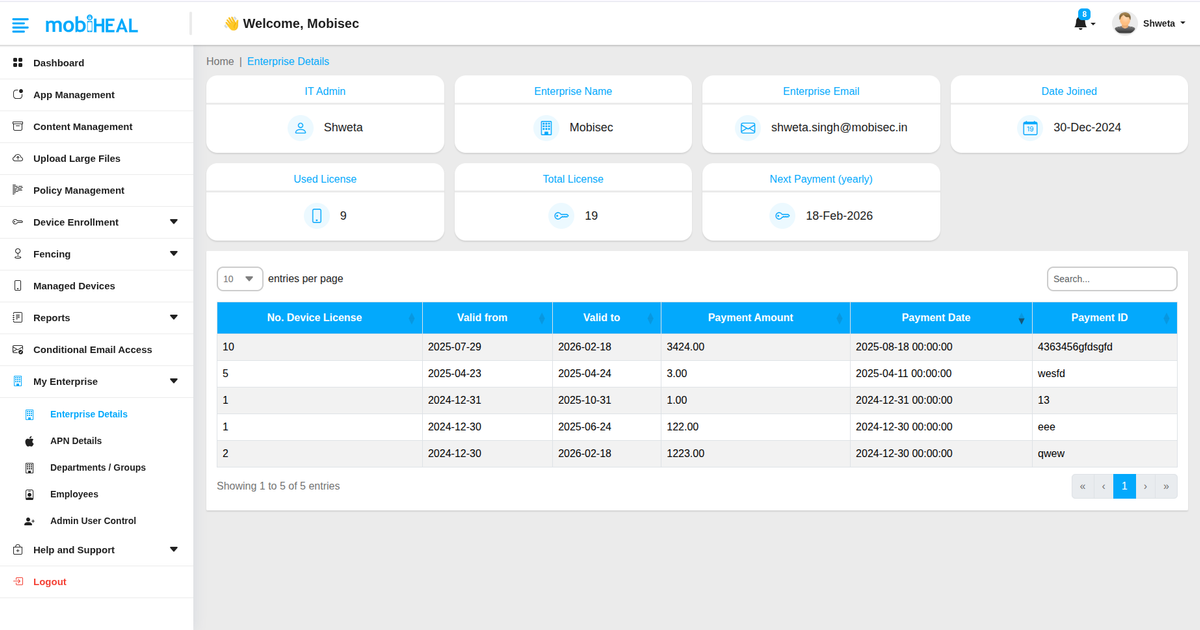 mobiHEAL
👋 Welcome, Mobisec
8
Shweta
Dashboard
App Management
Content Management
Upload Large Files
Policy Management
Device Enrollment
Fencing
Managed Devices
Reports
Conditional Email Access
My Enterprise
Enterprise Details
APN Details
Departments / Groups
Employees
Admin User Control
Help and Support
Logout
Home | Enterprise Details
IT Admin
Shweta
Enterprise Name
Mobisec
Enterprise Email
shweta.singh@mobisec.in
Date Joined
19
30-Dec-2024
Used License
9
Total License
19
Next Payment (yearly)
18-Feb-2026
10 entries per page
Search...
No. Device License Valid from Valid to Payment Amount Payment Date Payment ID
10 2025-07-29 2026-02-18 3424.00 2025-08-18 00:00:00 4363456gfdsgfd
5 2025-04-23 2025-04-24 3.00 2025-04-11 00:00:00 wesfd
1 2024-12-31 2025-10-31 1.00 2024-12-31 00:00:00 13
1 2024-12-30 2025-06-24 122.00 2024-12-30 00:00:00 eee
2 2024-12-30 2026-02-18 1223.00 2024-12-30 00:00:00 qwew
Showing 1 to 5 of 5 entries
« ‹ 1 › »